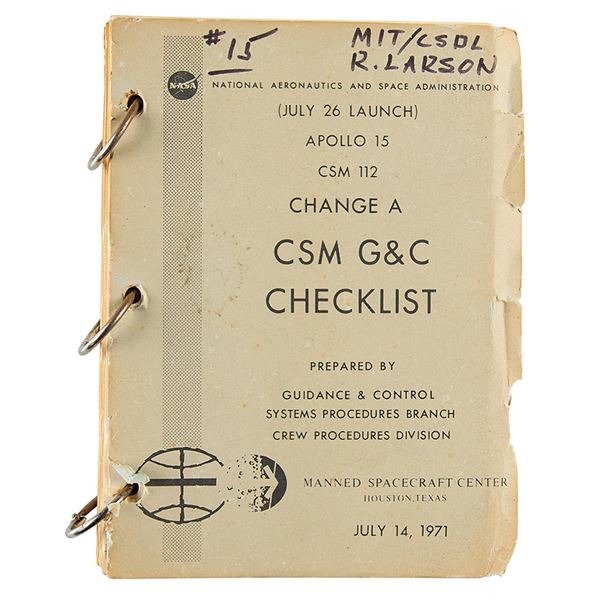 #15
MIT/CSDL
R. LARSON
NASA
NATIONAL AERONAUTICS AND SPACE ADMINISTRATION
(JULY 26 LAUNCH)
APOLLO 15
CSM 112
CHANGE A
CSM G&C
CHECKLIST
PREPARED BY
GUIDANCE & CONTROL
SYSTEMS PROCEDURES BRANCH
CREW PROCEDURES DIVISION
MANNED SPACECRAFT CENTER
HOUSTON, TEXAS
JULY 14, 1971